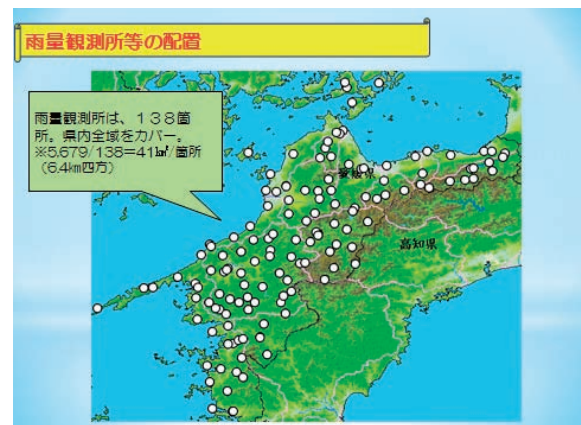 雨量観測所等の配置
雨量観測所は、138箇
所。県内全域をカバー。
※5,679/138=41㎢/箇所
(6.4km四方)
愛媛県
高知県